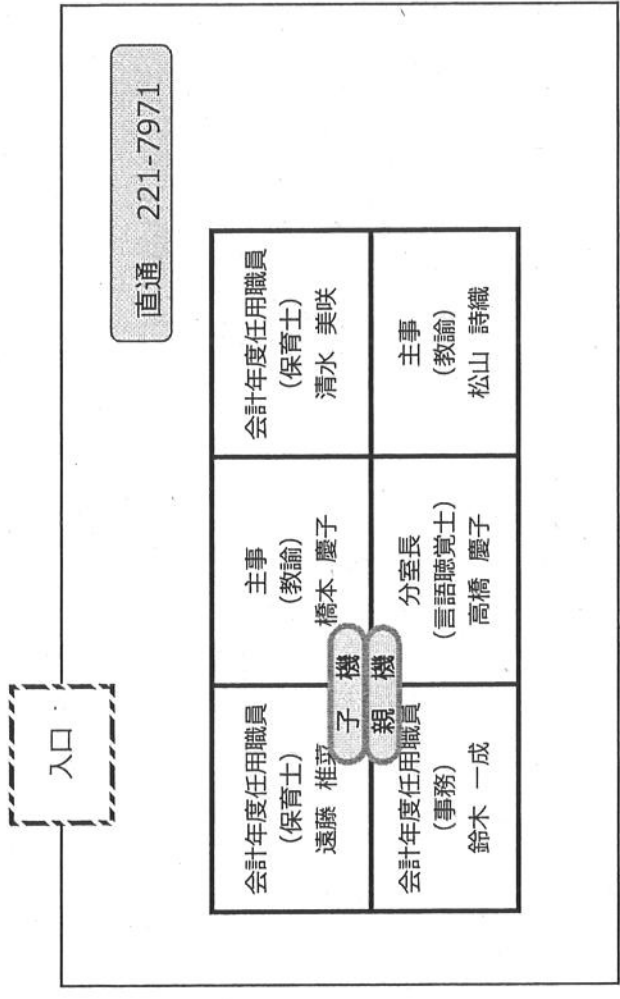 入口
直通 221-7971
会計年度任用職員
（保育士）
遠藤 椎菜
主事
（教諭）
橋本 慶子
会計年度任用職員
（保育士）
清水 美咲
子機
親機
会計年度任用職員
（事務）
鈴木 一成
分室長
（言語聴覚士）
高橋 慶子
主事
（教諭）
松山 詩織